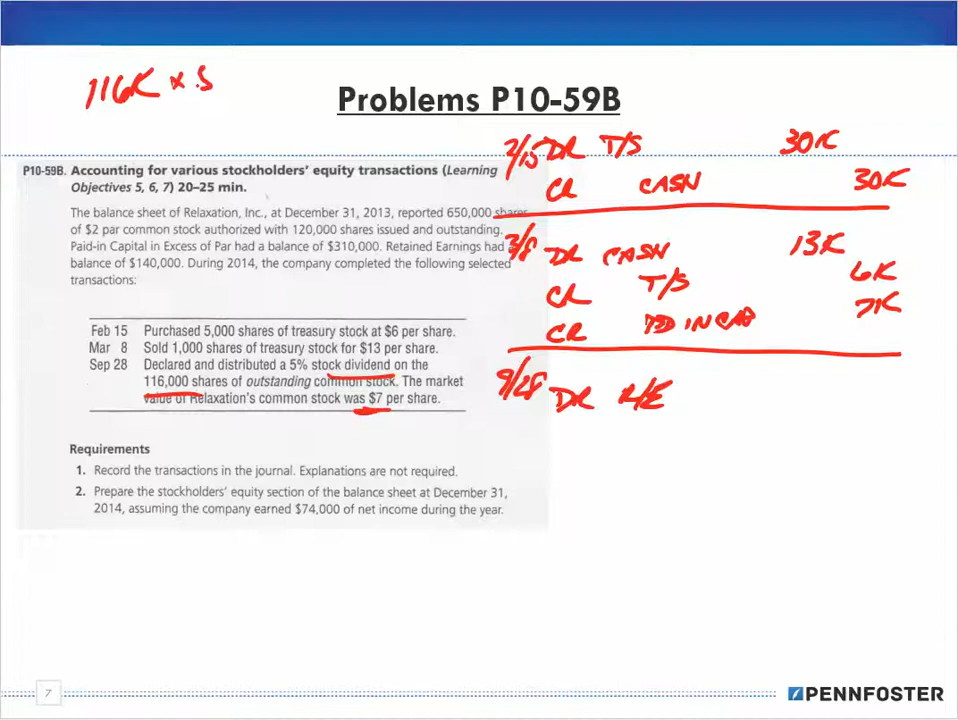 116K × .5
Problems P10-59B
P10-59B. Accounting for various stockholders' equity transactions (Learning
Objectives 5, 6, 7) 20–25 min.
The balance sheet of Relaxation, Inc., at December 31, 2013, reported 650,000 shares
of $2 par common stock authorized with 120,000 shares issued and outstanding.
Paid-in Capital in Excess of Par had a balance of $310,000. Retained Earnings had a
balance of $140,000. During 2014, the company completed the following selected
transactions:
Feb 15 Purchased 5,000 shares of treasury stock at $6 per share.
Mar 8 Sold 1,000 shares of treasury stock for $13 per share.
Sep 28 Declared and distributed a 5% stock dividend on the
116,000 shares of outstanding common stock. The market
value of Relaxation's common stock was $7 per share.
Requirements
1. Record the transactions in the journal. Explanations are not required.
2. Prepare the stockholders' equity section of the balance sheet at December 31,
2014, assuming the company earned $74,000 of net income during the year.
2/15 DR T/S 30K
CR CASH 30K
3/8 DR CASH 13K
CR T/S 6K
CR PD IN CAP 7K
9/28 DR R/E
7
PENNFOSTER